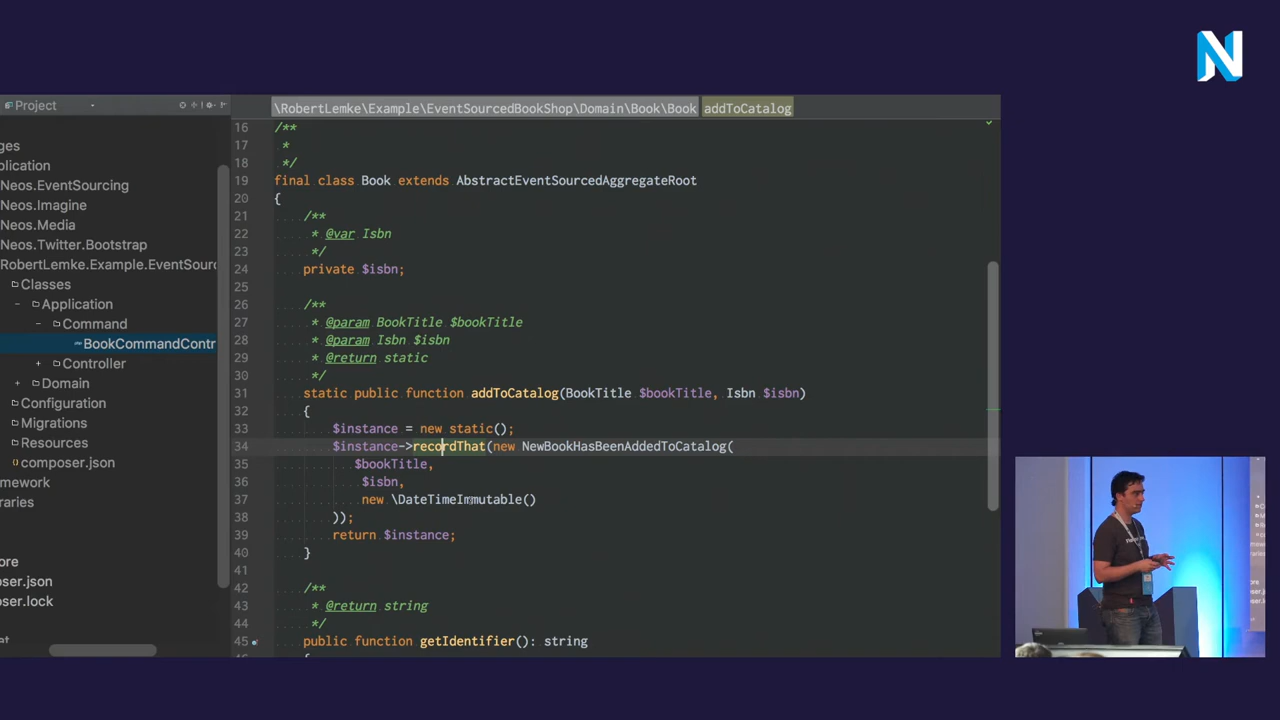 N
Project
\RobertLemke\Example\EventSourcedBookShop\Domain\Book\Book addToCatalog
ges
plication
Neos.EventSourcing
Neos.Imagine
Neos.Media
Neos.Twitter.Bootstrap
RobertLemke.Example.EventSourc
Classes
Application
Command
BookCommandContr
Controller
Domain
Configuration
Migrations
Resources
composer.json
mework
raries
ore
ser.json
ser.lock
at
16 /**
17 *
18 */
19 final class Book extends AbstractEventSourcedAggregateRoot
20 {
21 /**
22 * @var Isbn
23 */
24 private $isbn;
25
26 /**
27 * @param BookTitle $bookTitle
28 * @param Isbn $isbn
29 * @return static
30 */
31 static public function addToCatalog(BookTitle $bookTitle, Isbn $isbn)
32 {
33 $instance = new static();
34 $instance->recordThat(new NewBookHasBeenAddedToCatalog(
35 $bookTitle,
36 $isbn,
37 new \DateTimeImmutable()
38 ));
39 return $instance;
40 }
41
42 /**
43 * @return string
44 */
45 public function getIdentifier(): string